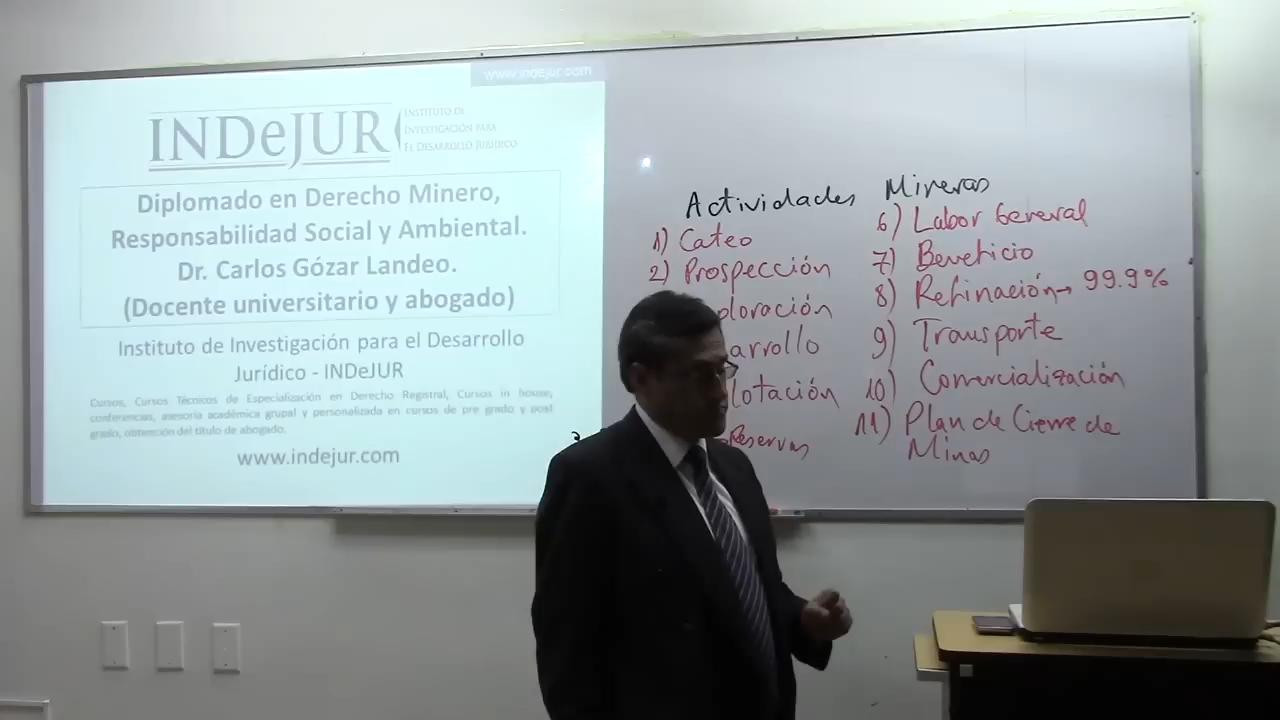 www.indejur.com
INDeJUR
INSTITUTO DE
INVESTIGACIÓN PARA
EL DESARROLLO JURÍDICO
Diplomado en Derecho Minero,
Responsabilidad Social y Ambiental.
Dr. Carlos Gózar Landeo.
(Docente universitario y abogado)
Instituto de Investigación para el Desarrollo
Jurídico - INDeJUR
Cursos, Cursos Técnicos de Especialización en Derecho Registral, Cursos in house,
conferencias, asesoría académica grupal y personalizada en cursos de pre grado y post
grado, obtención del título de abogado.
www.indejur.com
Actividades Mineras
1) Cateo
2) Prospección
ploración
arrollo
lotación
Reservas
6) Labor General
7) Beneficio
8) Refinación → 99.9%
9) Transporte
10) Comercialización
11) Plan de Cierre de
Minas